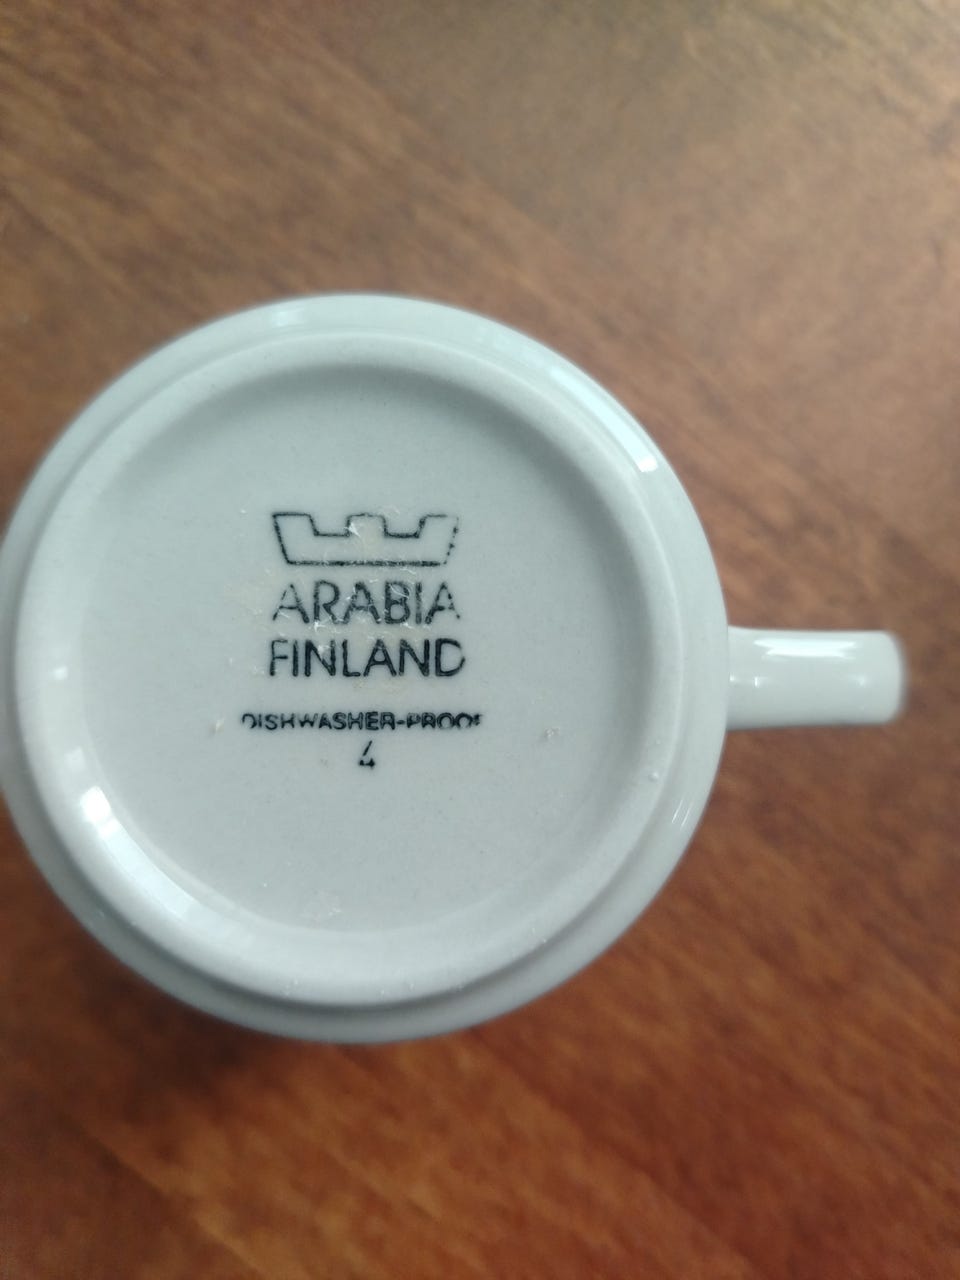 ARABIA
FINLAND
DISHWASHER-PROOF
4